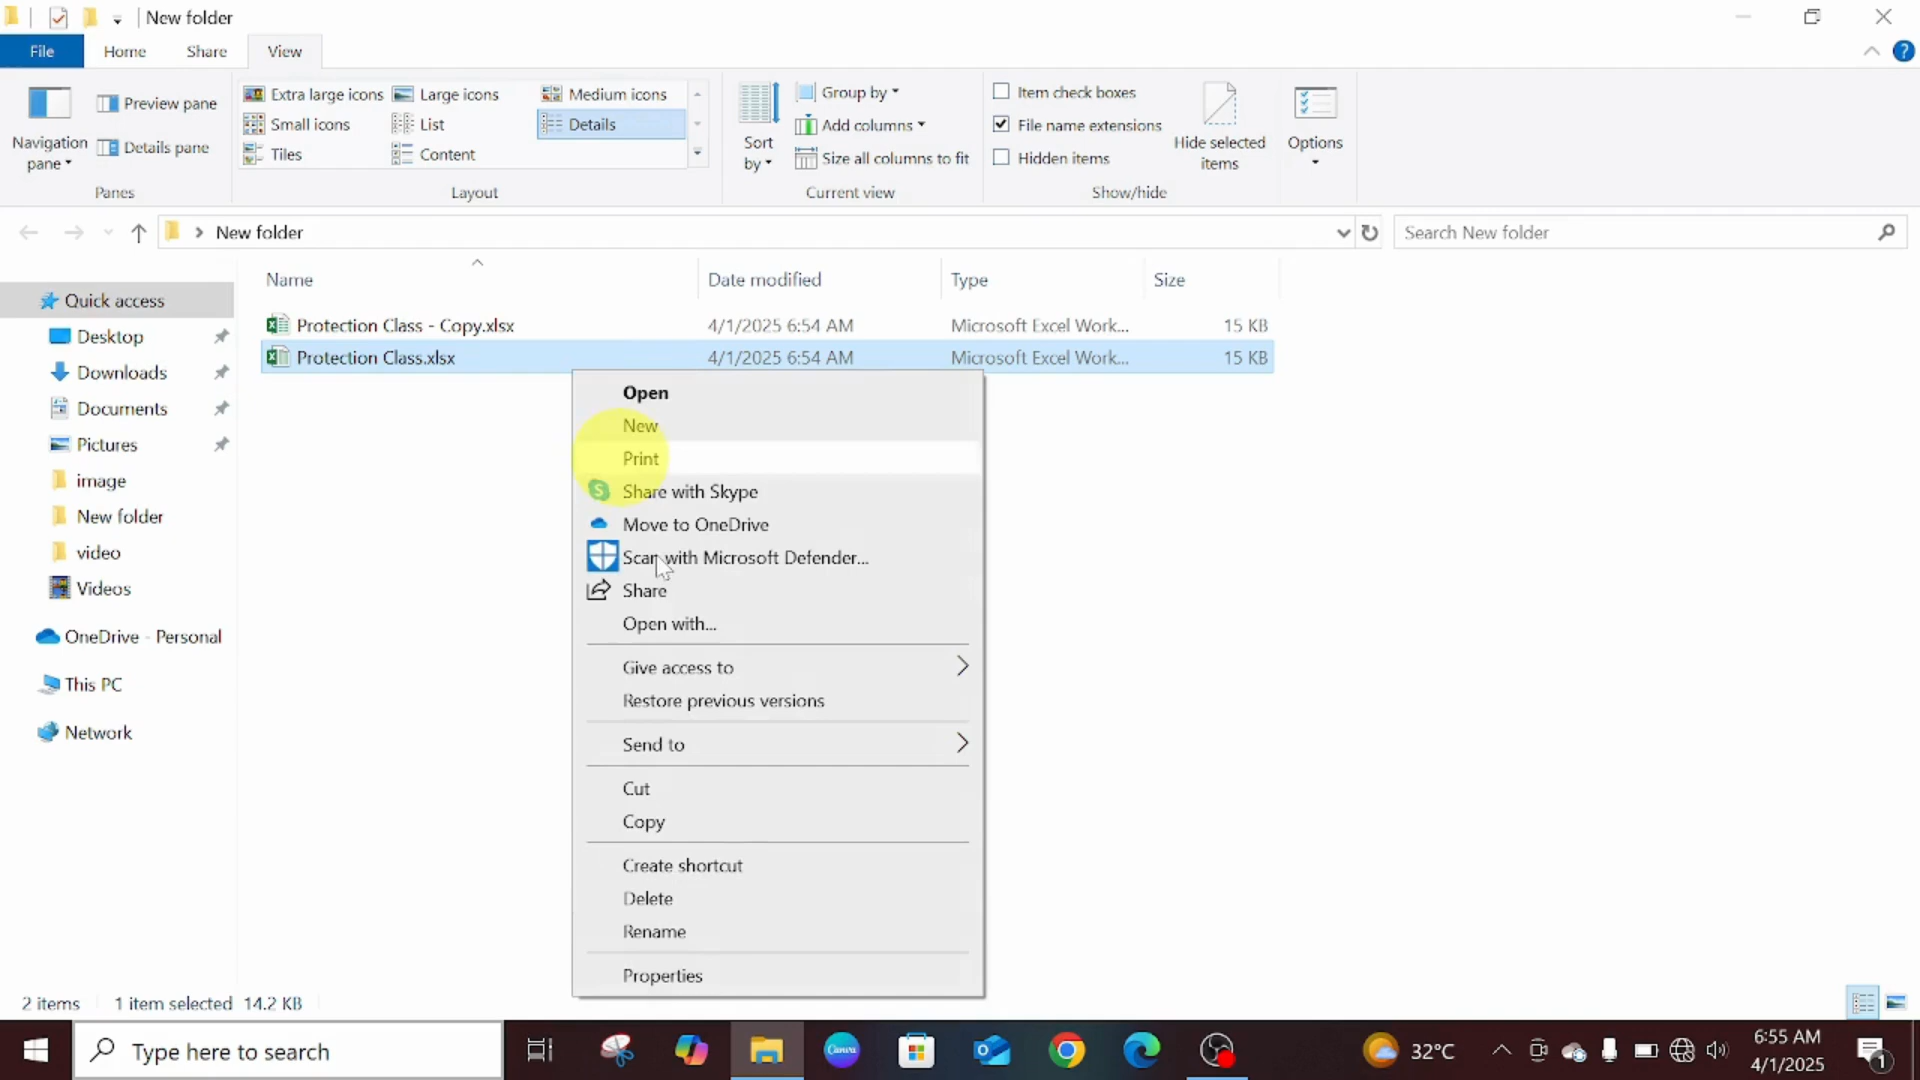 New folder
File Home Share View
Navigation pane
Preview pane
Details pane
Panes
Extra large icons Large icons Medium icons
Small icons List Details
Tiles Content
Layout
Sort by
Group by
Add columns
Size all columns to fit
Current view
Item check boxes
File name extensions
Hidden items
Hide selected items
Show/hide
Options
New folder
Search New folder
Quick access
Desktop
Downloads
Documents
Pictures
image
New folder
video
Videos
OneDrive - Personal
This PC
Network
Name Date modified Type Size
Protection Class - Copy.xlsx 4/1/2025 6:54 AM Microsoft Excel Work... 15 KB
Protection Class.xlsx 4/1/2025 6:54 AM Microsoft Excel Work... 15 KB
Open
New
Print
Share with Skype
Move to OneDrive
Scan with Microsoft Defender...
Share
Open with...
Give access to
Restore previous versions
Send to
Cut
Copy
Create shortcut
Delete
Rename
Properties
2 items 1 item selected 14.2 KB
Type here to search
Canva
32°C
6:55 AM
4/1/2025
1